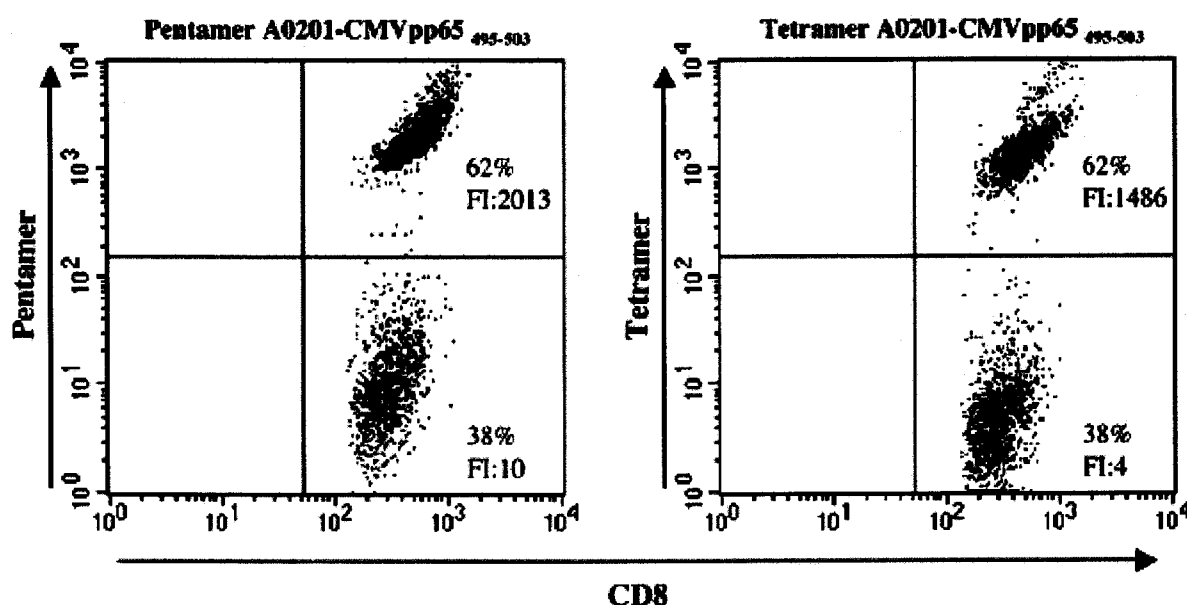 Pentamer A0201-CMVpp65 495-503
Pentamer
10^4
10^3
10^2
10^1
10^0
62%
FI:2013
38%
FI:10
10^0 10^1 10^2 10^3 10^4
Tetramer A0201-CMVpp65 495-503
Tetramer
10^4
10^3
10^2
10^1
10^0
62%
FI:1486
38%
FI:4
10^0 10^1 10^2 10^3 10^4
CD8